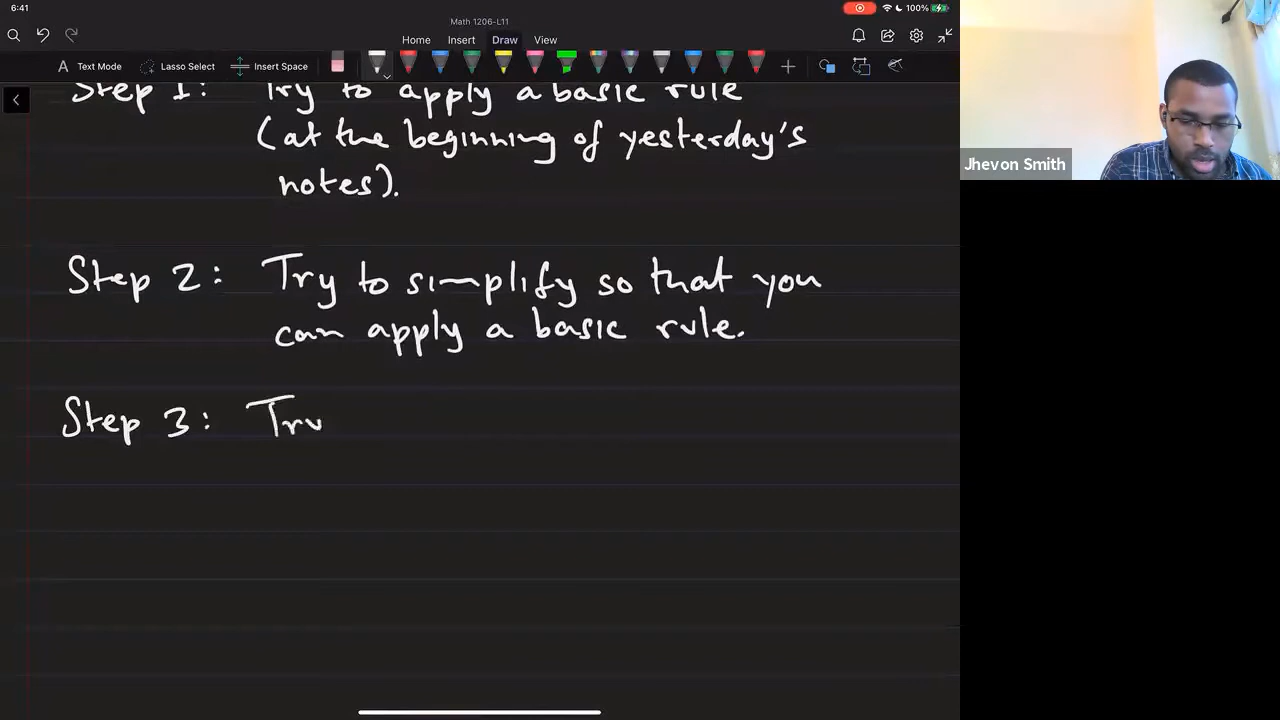 6:41
100%
Math 1206-L11
Home Insert Draw View
Text Mode Lasso Select Insert Space
Step 1: Try to apply a basic rule
(at the beginning of yesterday's
notes).
Step 2: Try to simplify so that you
can apply a basic rule.
Step 3: Try
Jhevon Smith